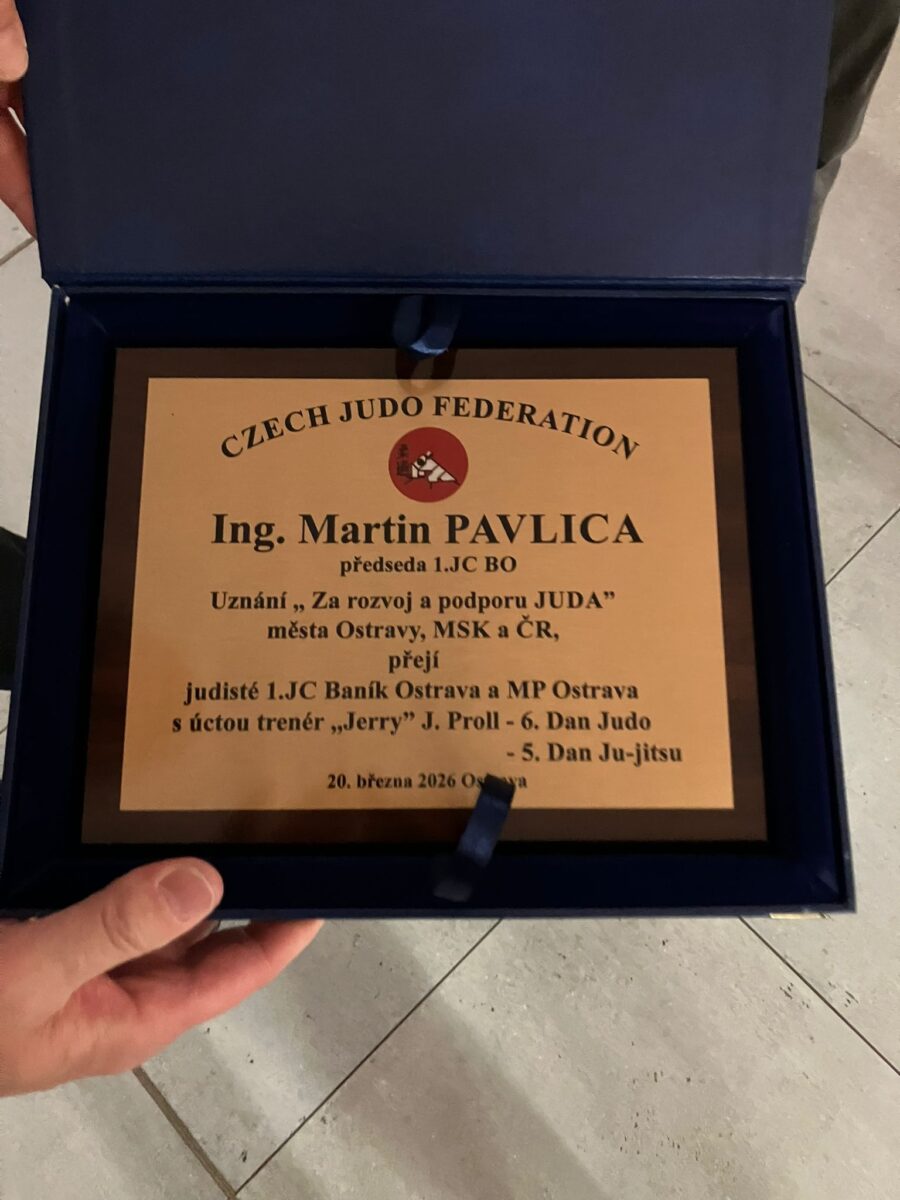 CZECH JUDO FEDERATION
Ing. Martin PAVLICA
předseda 1.JC BO
Uznání „ Za rozvoj a podporu JUDA”
města Ostravy, MSK a ČR,
přejí
judisté 1.JC Baník Ostrava a MP Ostrava
s úctou trenér „Jerry” J. Proll - 6. Dan Judo
- 5. Dan Ju-jitsu
20. března 2026 Ostrava